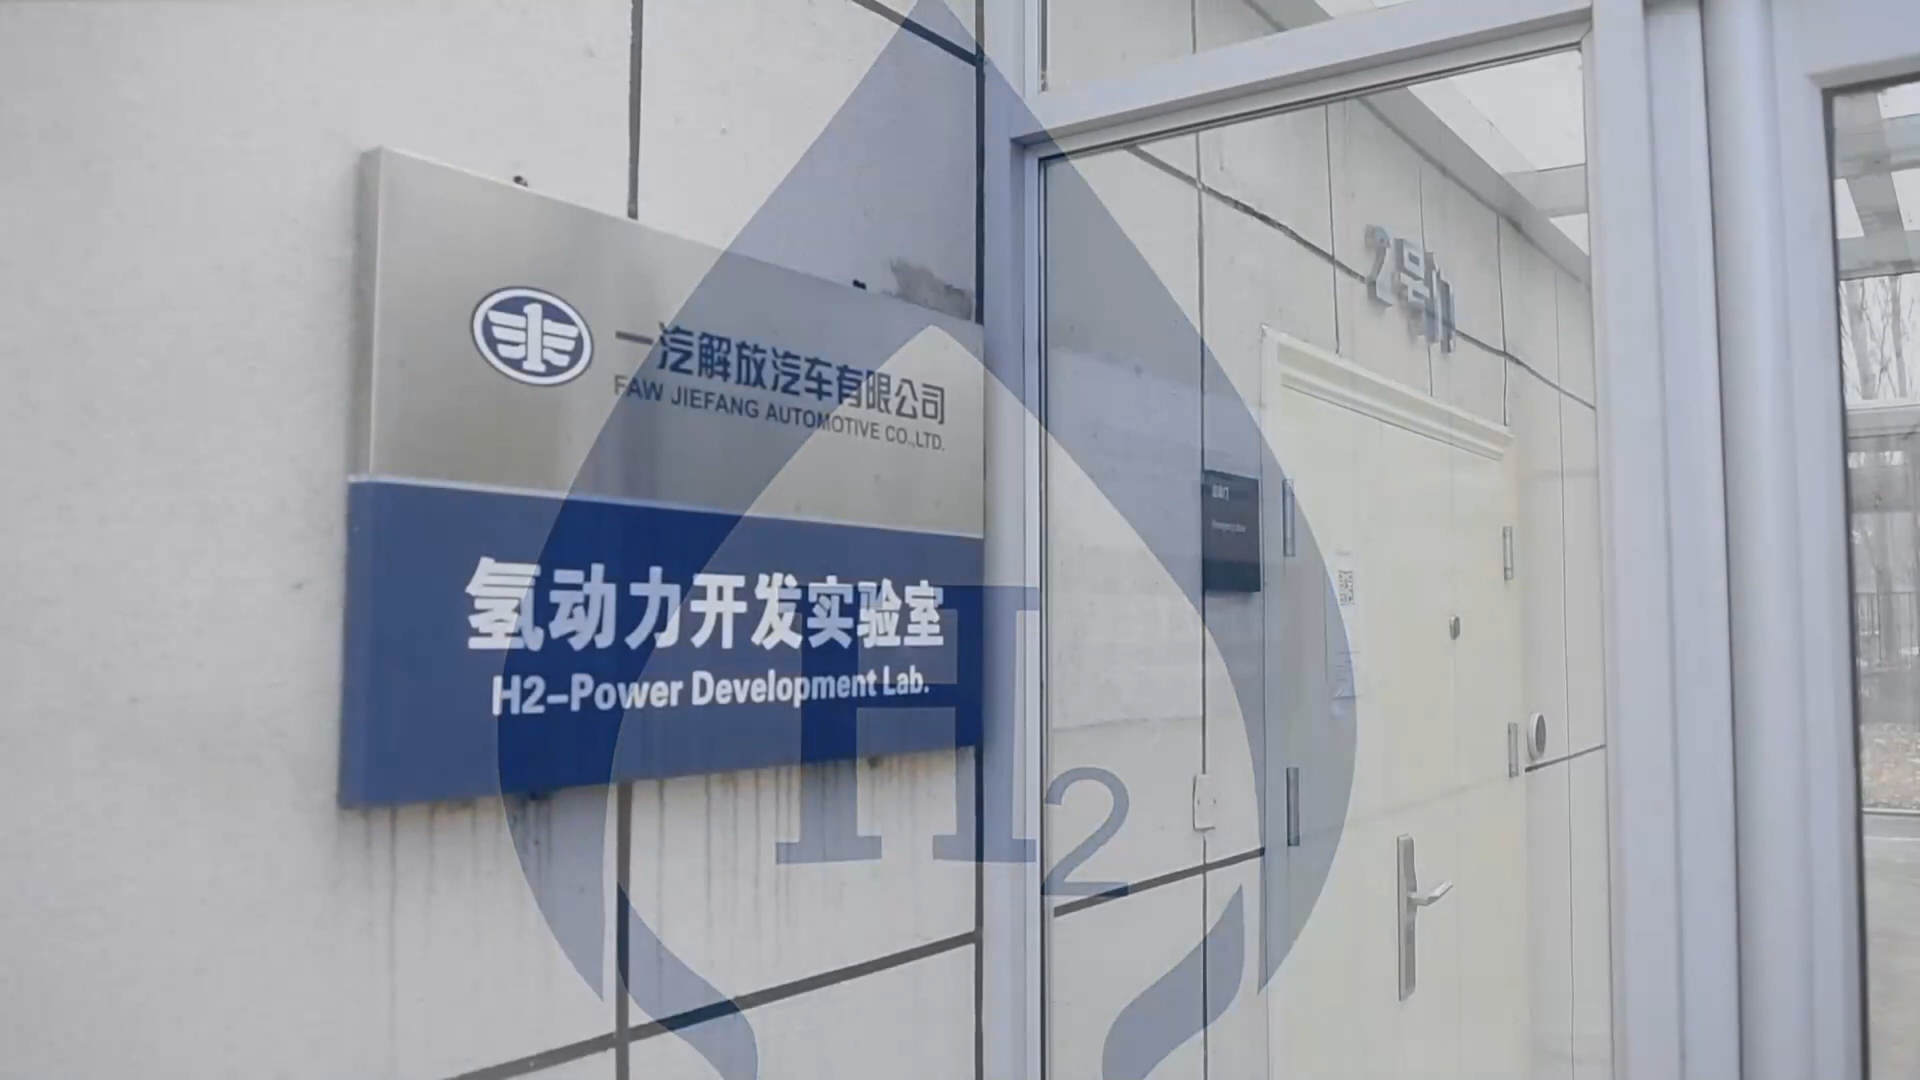 一汽解放汽车有限公司
FAW JIEFANG AUTOMOTIVE CO.,LTD.
氢动力开发实验室
H2-Power Development Lab.
2号门
H2